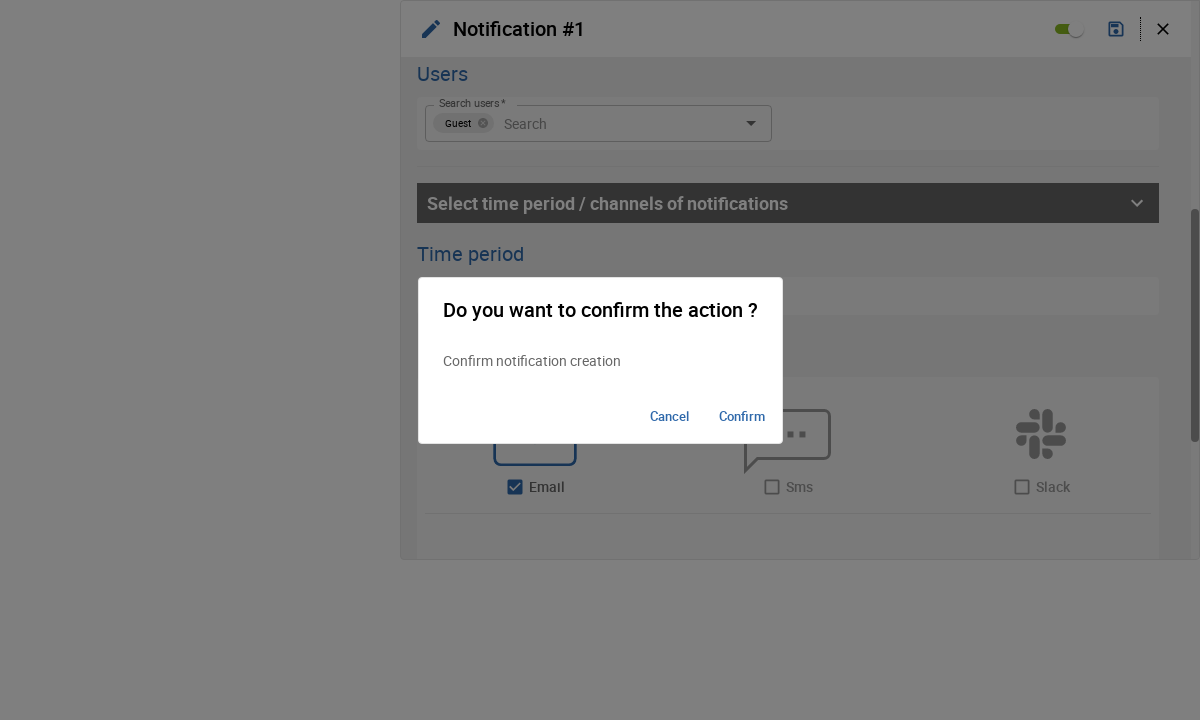 Notification #1
Users
Search users *
Guest
Search
Select time period / channels of notifications
Time period
Do you want to confirm the action ?
Confirm notification creation
Cancel Confirm
Email Sms Slack